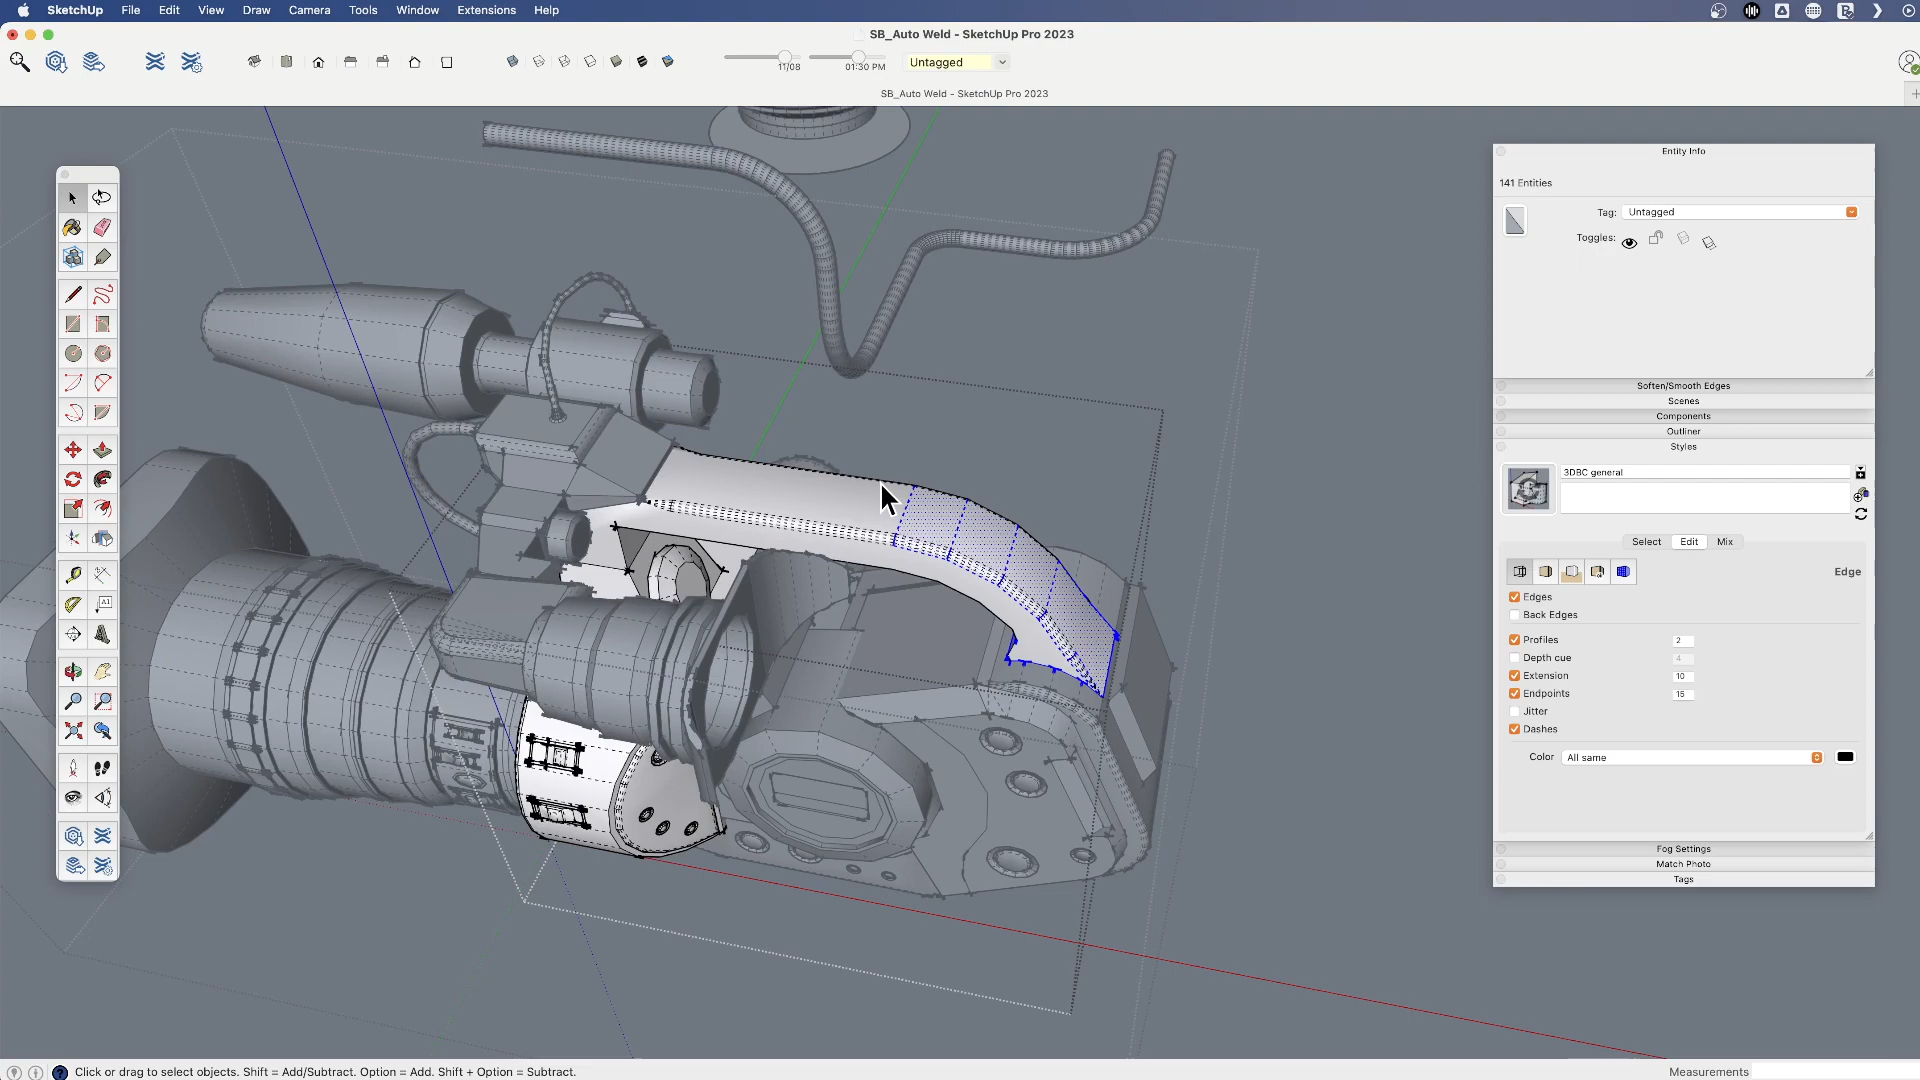 SketchUp File Edit View Draw Camera Tools Window Extensions Help
SB_Auto Weld - SketchUp Pro 2023
11/08 01:30 PM Untagged
SB_Auto Weld - SketchUp Pro 2023
Entity Info
141 Entities
Tag: Untagged
Toggles:
Soften/Smooth Edges
Scenes
Components
Outliner
Styles
3DBC general
Select Edit Mix
Edge
Edges
Back Edges
Profiles 2
Depth cue 4
Extension 10
Endpoints 15
Jitter
Dashes
Color All same
Fog Settings
Match Photo
Tags
Click or drag to select objects. Shift = Add/Subtract. Option = Add. Shift + Option = Subtract.
Measurements